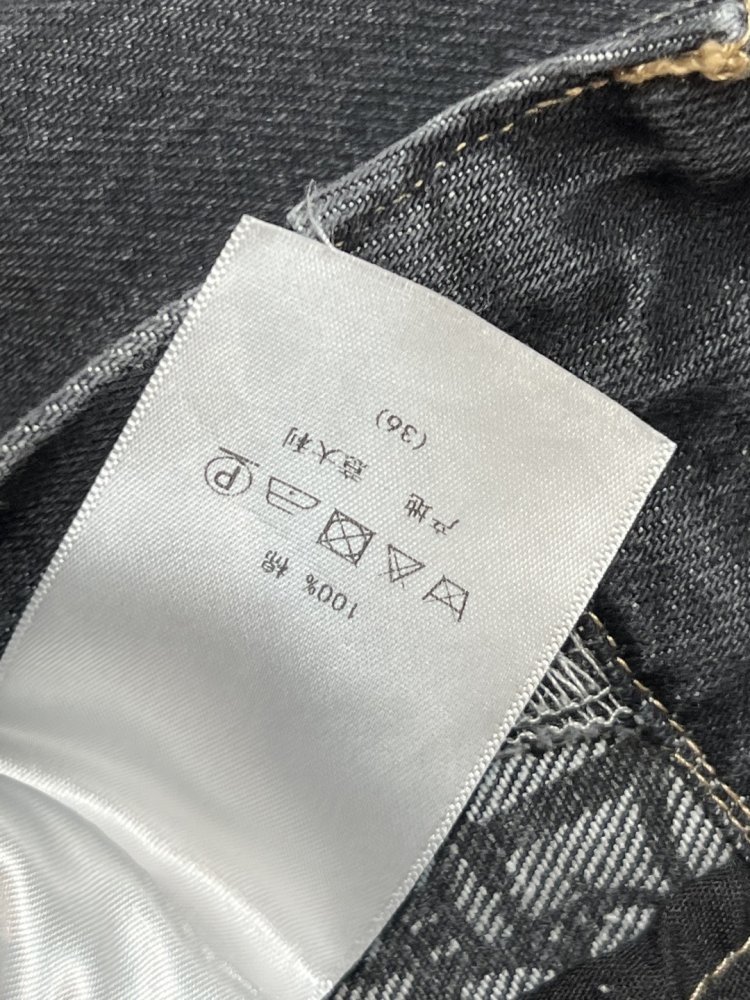 100% 棉
产地 意大利
(36)